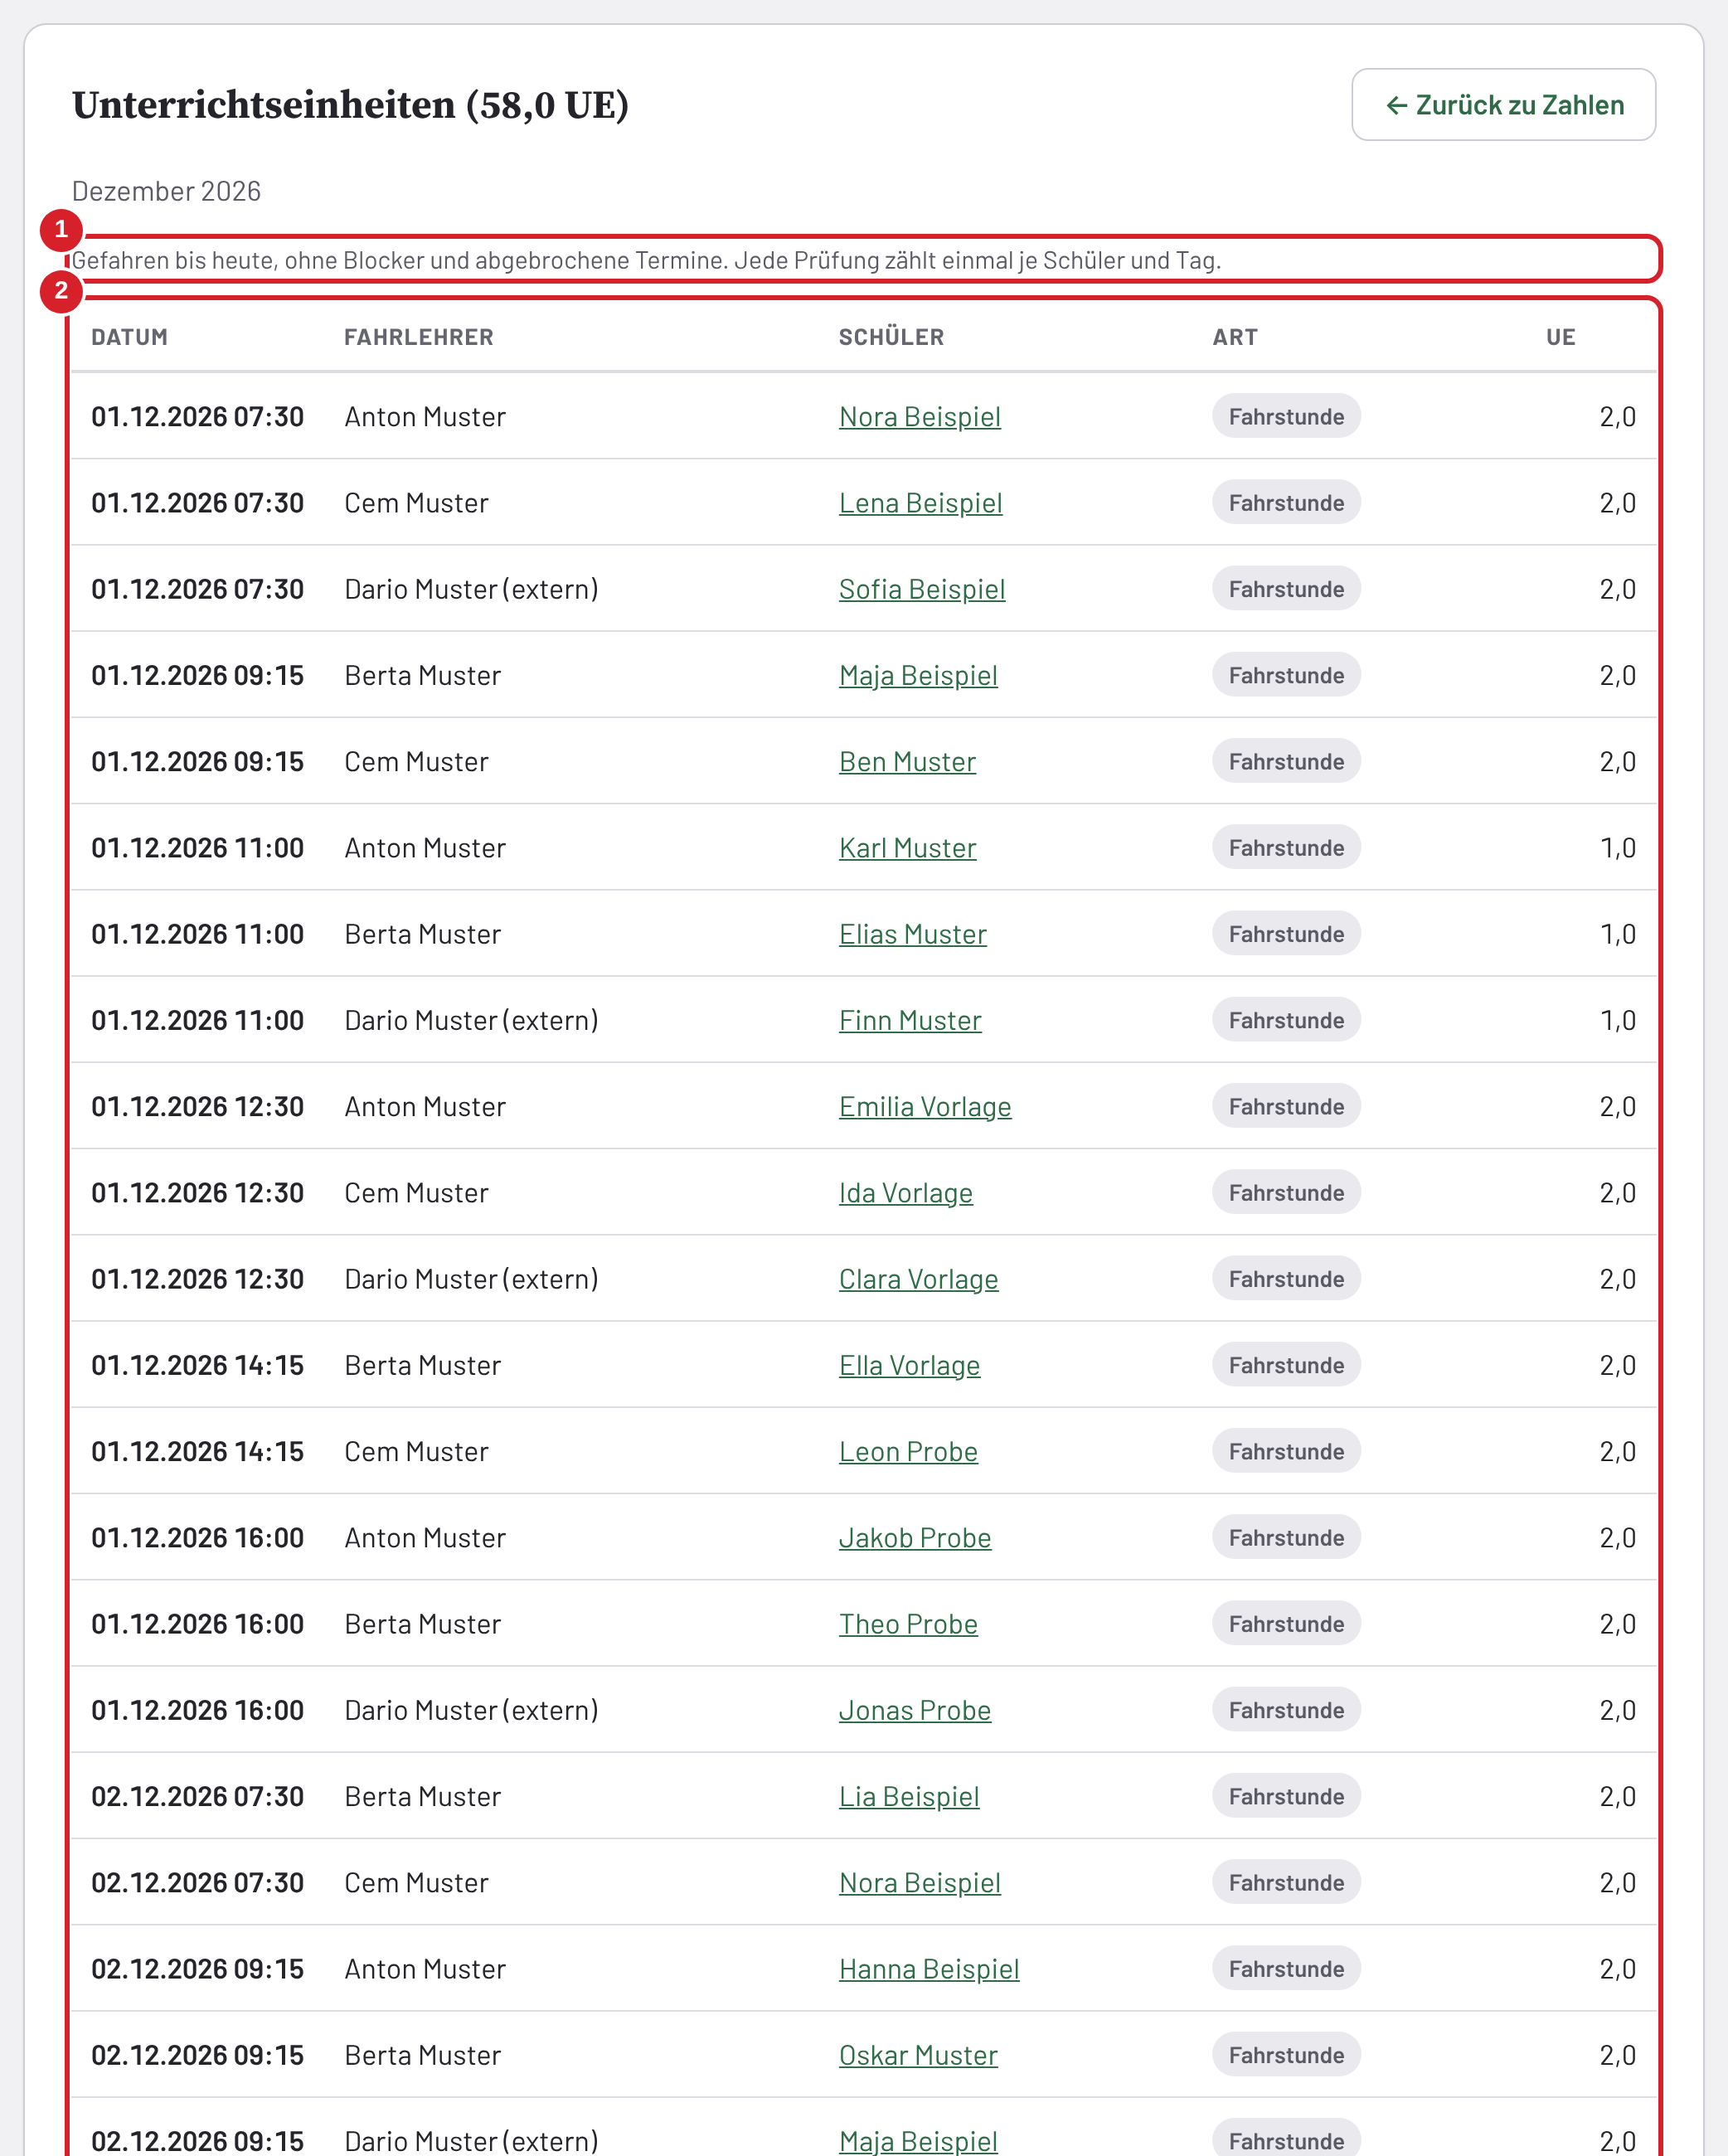 Unterrichtseinheiten (58,0 UE)
← Zurück zu Zahlen
Dezember 2026
1
Gefahren bis heute, ohne Blocker und abgebrochene Termine. Jede Prüfung zählt einmal je Schüler und Tag.
2
DATUM FAHRLEHRER SCHÜLER ART UE
01.12.2026 07:30 Anton Muster Nora Beispiel Fahrstunde 2,0
01.12.2026 07:30 Cem Muster Lena Beispiel Fahrstunde 2,0
01.12.2026 07:30 Dario Muster (extern) Sofia Beispiel Fahrstunde 2,0
01.12.2026 09:15 Berta Muster Maja Beispiel Fahrstunde 2,0
01.12.2026 09:15 Cem Muster Ben Muster Fahrstunde 2,0
01.12.2026 11:00 Anton Muster Karl Muster Fahrstunde 1,0
01.12.2026 11:00 Berta Muster Elias Muster Fahrstunde 1,0
01.12.2026 11:00 Dario Muster (extern) Finn Muster Fahrstunde 1,0
01.12.2026 12:30 Anton Muster Emilia Vorlage Fahrstunde 2,0
01.12.2026 12:30 Cem Muster Ida Vorlage Fahrstunde 2,0
01.12.2026 12:30 Dario Muster (extern) Clara Vorlage Fahrstunde 2,0
01.12.2026 14:15 Berta Muster Ella Vorlage Fahrstunde 2,0
01.12.2026 14:15 Cem Muster Leon Probe Fahrstunde 2,0
01.12.2026 16:00 Anton Muster Jakob Probe Fahrstunde 2,0
01.12.2026 16:00 Berta Muster Theo Probe Fahrstunde 2,0
01.12.2026 16:00 Dario Muster (extern) Jonas Probe Fahrstunde 2,0
02.12.2026 07:30 Berta Muster Lia Beispiel Fahrstunde 2,0
02.12.2026 07:30 Cem Muster Nora Beispiel Fahrstunde 2,0
02.12.2026 09:15 Anton Muster Hanna Beispiel Fahrstunde 2,0
02.12.2026 09:15 Berta Muster Oskar Muster Fahrstunde 2,0
02.12.2026 09:15 Dario Muster (extern) Maja Beispiel Fahrstunde 2,0